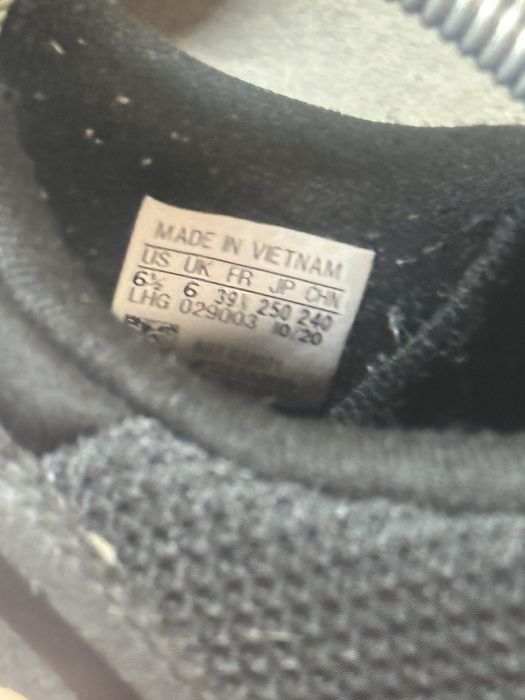 MADE IN VIETNAM
US UK FR JP CHN
6½ 6 39⅓ 250 240
LHG 029003 10/20